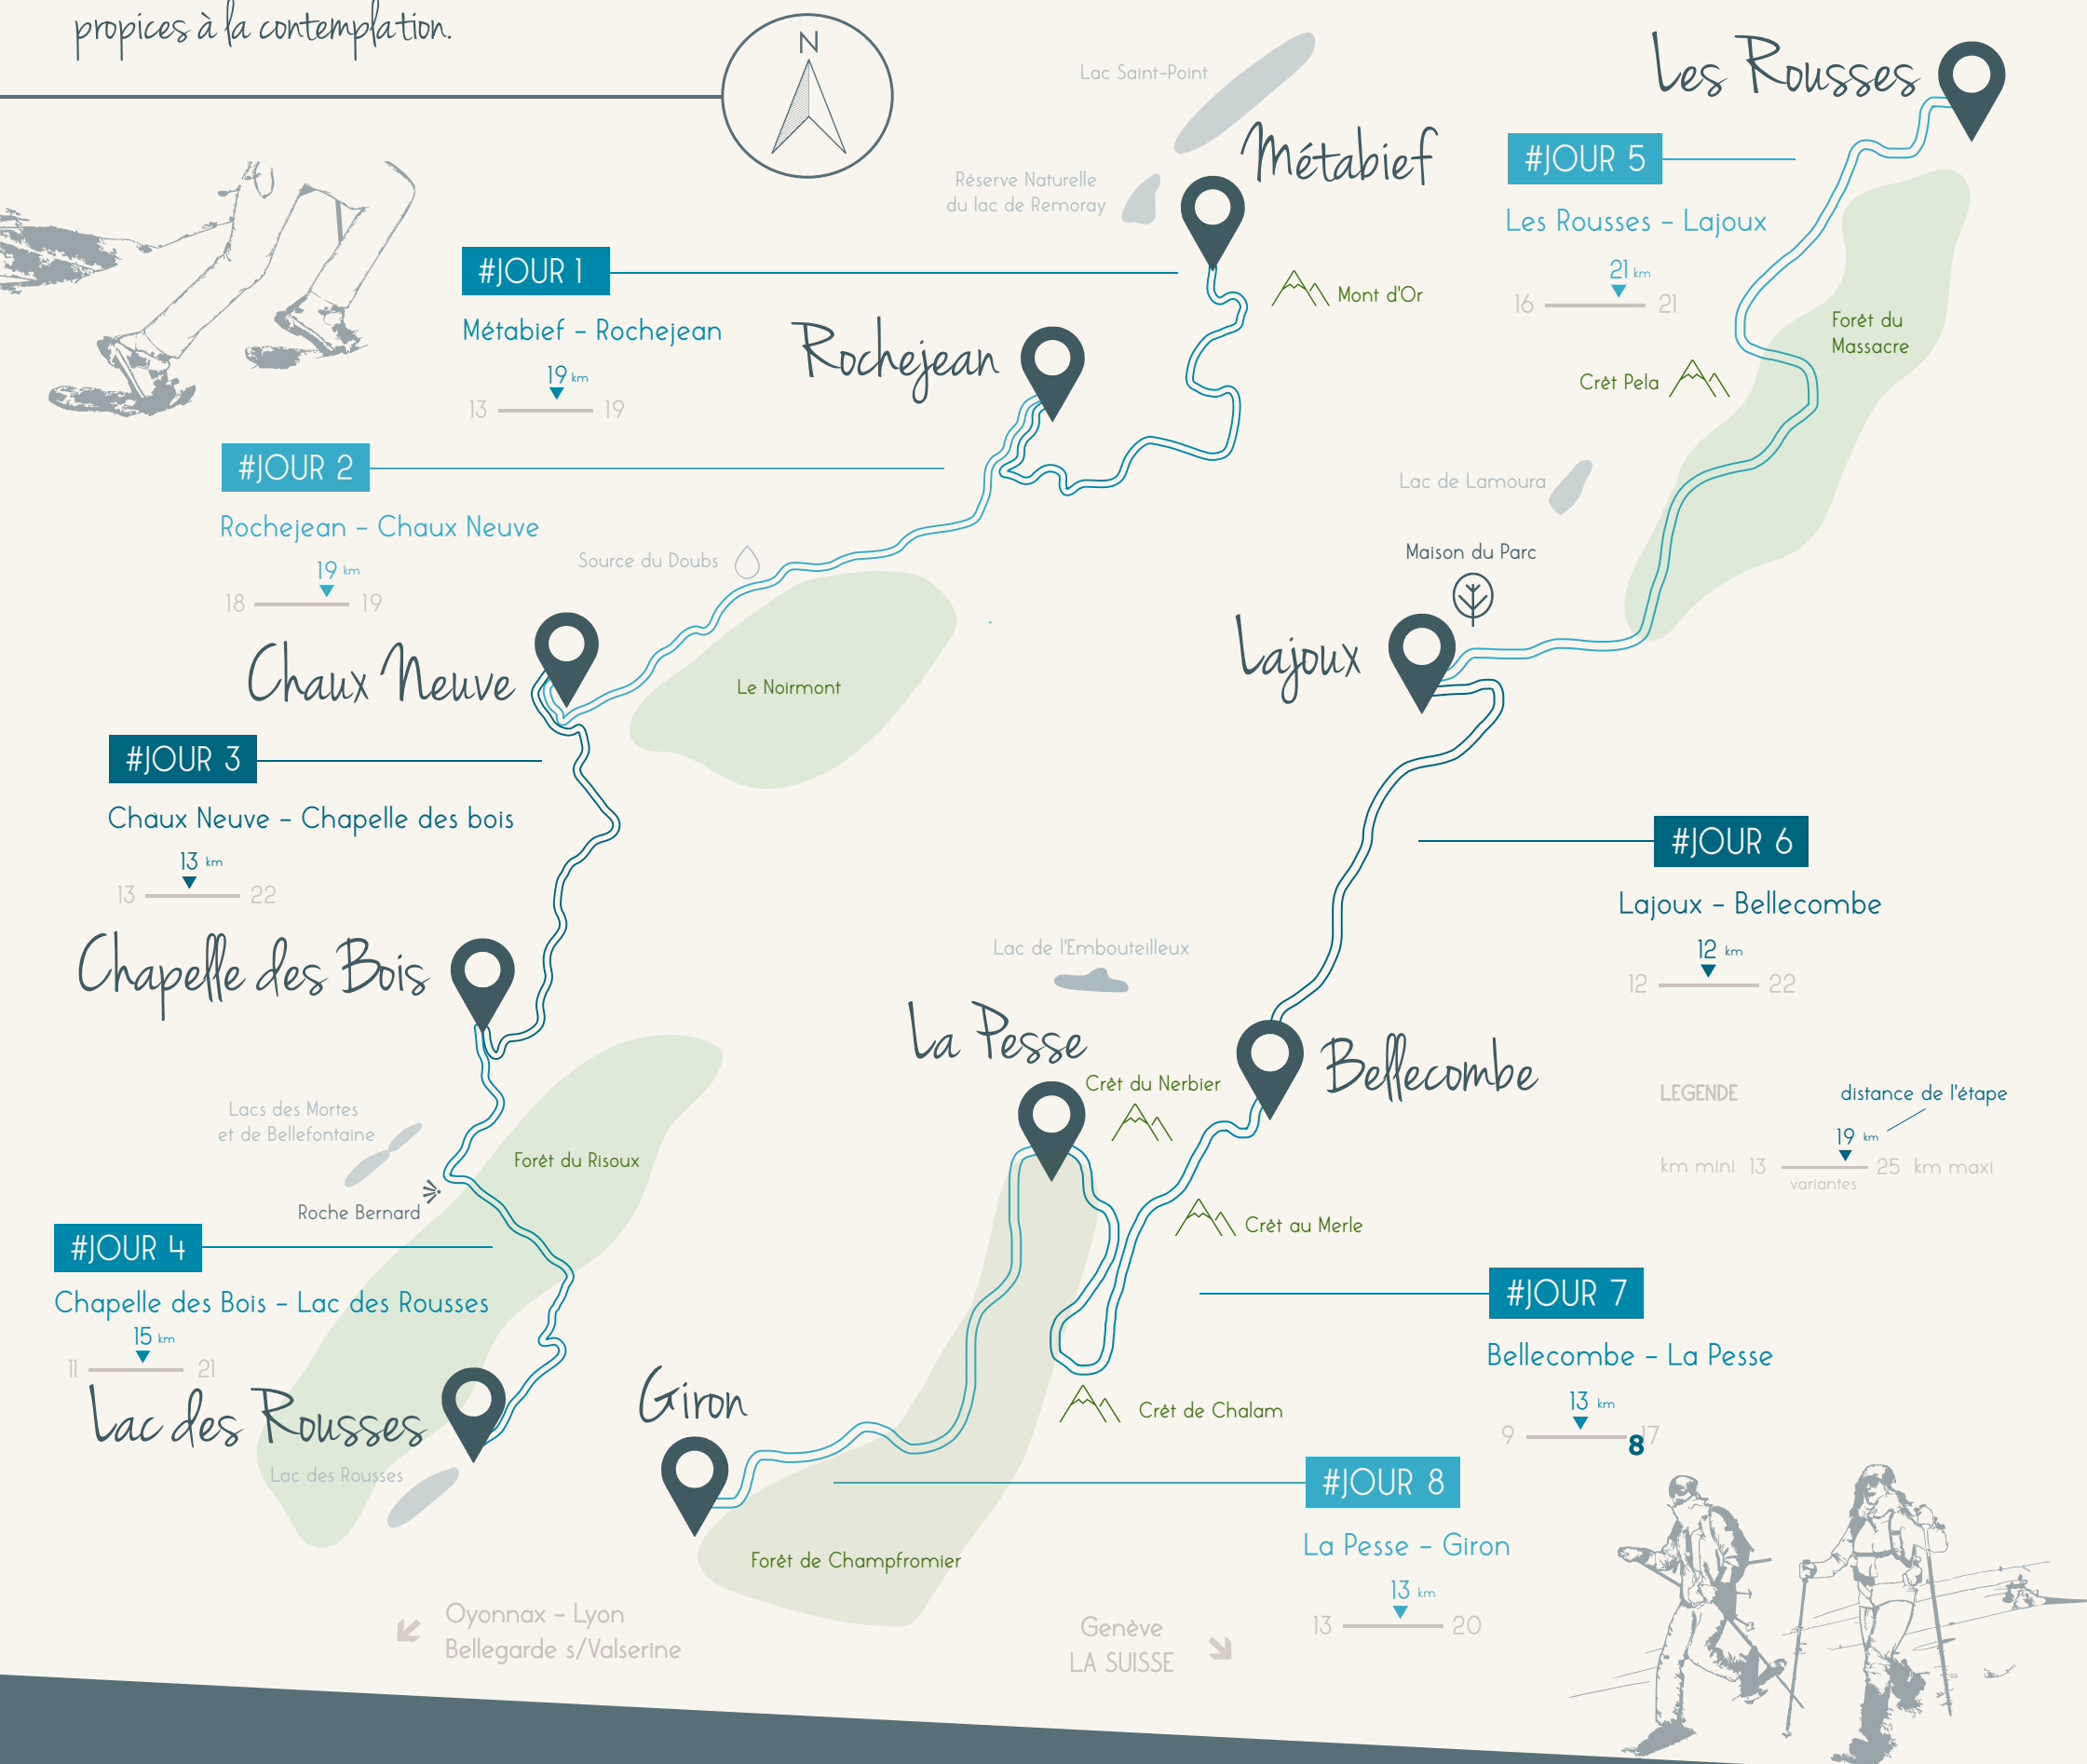 propices à la contemplation.
N
Lac Saint-Point
Métabief
Réserve Naturelle
du lac de Remoray
Mont d'Or
#JOUR 1
Métabief - Rochejean
19 km
13 19
Rochejean
#JOUR 2
Rochejean - Chaux Neuve
19 km
18 19
Source du Doubs
Le Noirmont
Chaux Neuve
#JOUR 3
Chaux Neuve - Chapelle des bois
13 km
13 22
Chapelle des Bois
Lacs des Mortes
et de Bellefontaine
Forêt du Risoux
Roche Bernard
#JOUR 4
Chapelle des Bois - Lac des Rousses
15 km
11 21
Lac des Rousses
Lac des Rousses
Les Rousses
#JOUR 5
Les Rousses - Lajoux
21 km
16 21
Forêt du
Massacre
Crêt Pela
Lac de Lamoura
Maison du Parc
Lajoux
#JOUR 6
Lajoux - Bellecombe
12 km
12 22
Lac de l'Embouteilleux
La Pesse
Crêt du Nerbier
Bellecombe
LEGENDE
distance de l'étape
19 km
km mini 13 25 km maxi
variantes
Crêt au Merle
#JOUR 7
Bellecombe - La Pesse
13 km
9 17
8
Crêt de Chalam
Giron
#JOUR 8
La Pesse - Giron
13 km
13 20
Forêt de Champfromier
Oyonnax - Lyon
Bellegarde s/Valserine
Genève
LA SUISSE